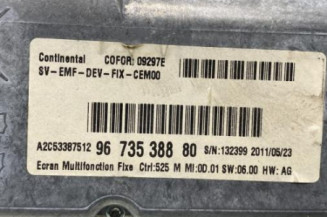 Continental COFOR: 09297E
SV-EMF-DEV-FIX-CEM00
A2C53387512 96 735 388 80 S/N:132399 2011/05/23
Ecran Multifonction Fixe Ctrl:525 M MI:00.01 SW:06.00 HW: AG